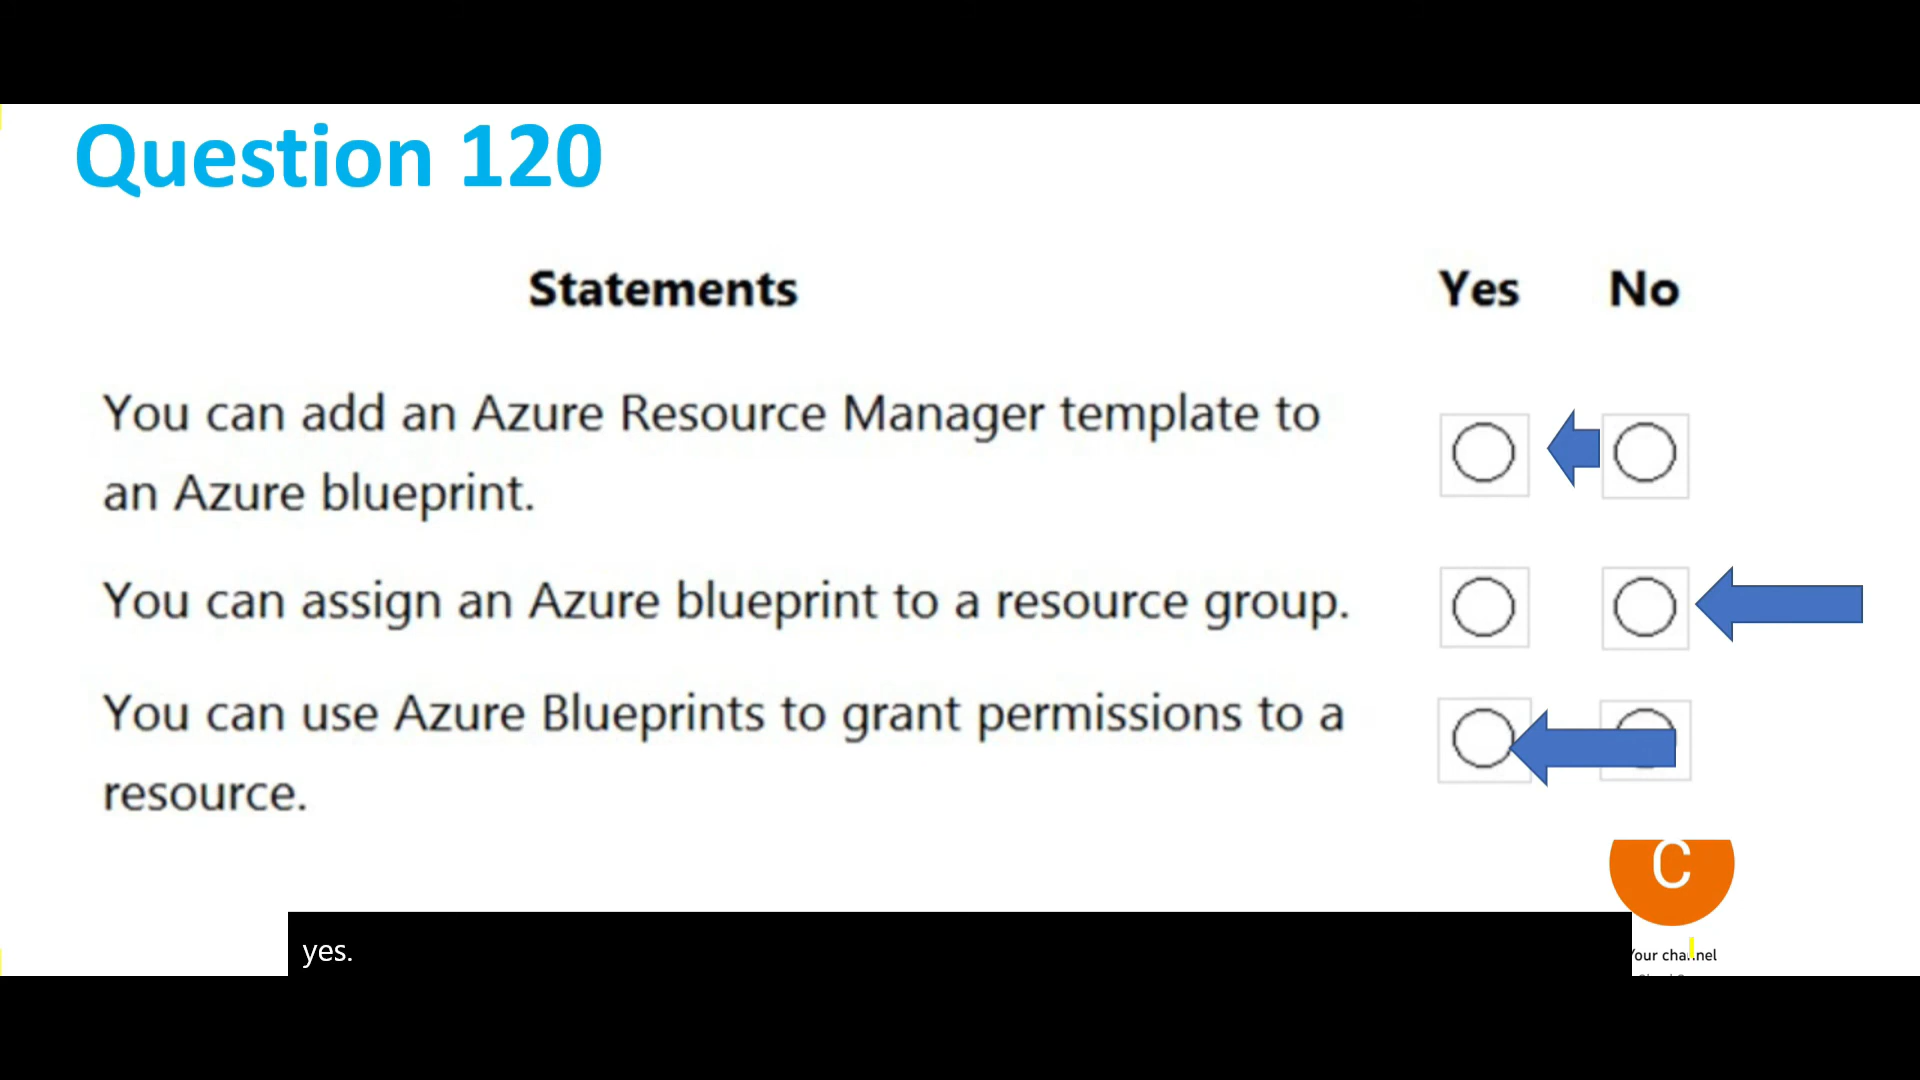 Question 120
Statements Yes No
You can add an Azure Resource Manager template to
an Azure blueprint.
You can assign an Azure blueprint to a resource group.
You can use Azure Blueprints to grant permissions to a
resource.
C
yes.